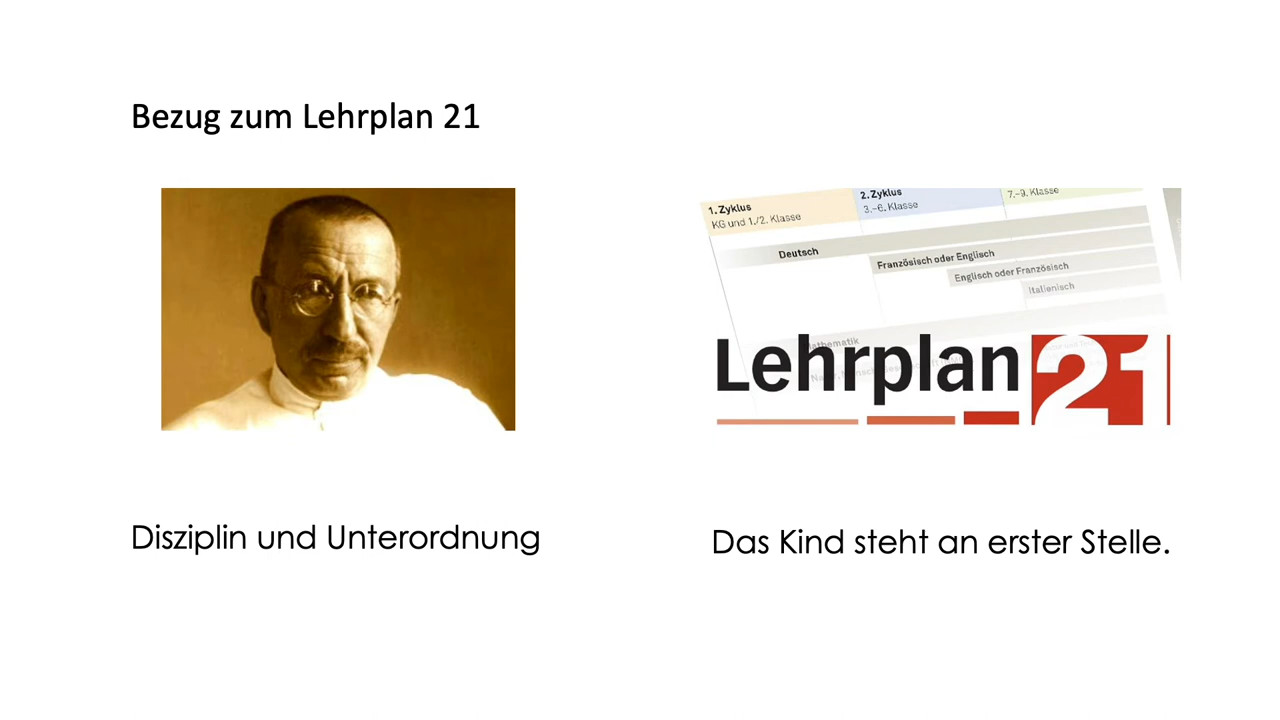 Bezug zum Lehrplan 21
1. Zyklus
KG und 1./2. Klasse
2. Zyklus
3.–6. Klasse
7.–9. Klasse
Deutsch
Französisch oder Englisch
Englisch oder Französisch
Italienisch
Mathematik
Lehrplan 21
Disziplin und Unterordnung
Das Kind steht an erster Stelle.